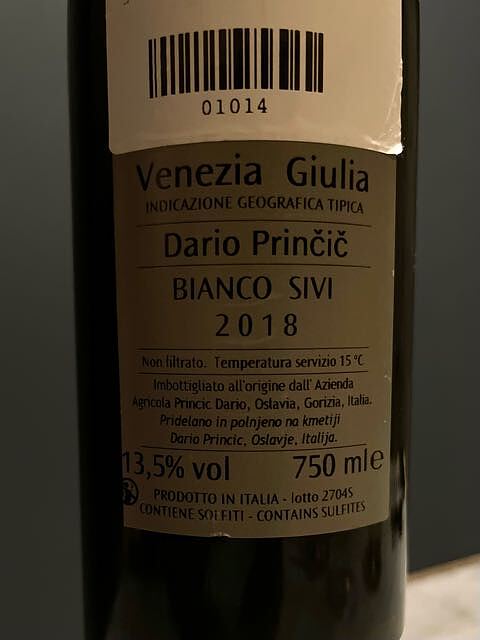 01014
Venezia Giulia
INDICAZIONE GEOGRAFICA TIPICA
Dario Prinčič
BIANCO SIVI
2018
Non filtrato. Temperatura servizio 15 °C
Imbottigliato all'origine dall' Azienda
Agricola Princic Dario, Oslavia, Gorizia, Italia.
Pridelano in polnjeno na kmetiji
Dario Princic, Oslavje, Italija.
13,5% vol 750 ml e
PRODOTTO IN ITALIA - lotto 2704S
CONTIENE SOLFITI - CONTAINS SULFITES